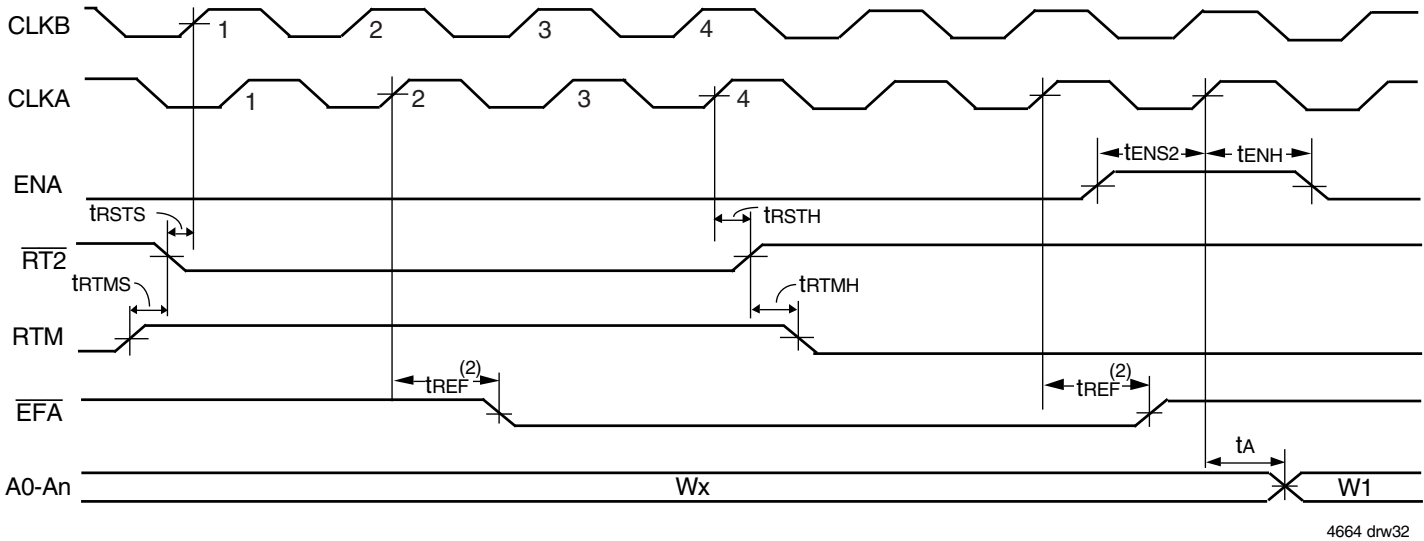 CLKB 1 2 3 4
CLKA 1 2 3 4
tENS2 tENH
ENA
tRSTS tRSTH
RT2
tRTMS tRTMH
RTM
tREF(2) tREF(2)
EFA
tA
A0-An Wx W1
4664 drw32